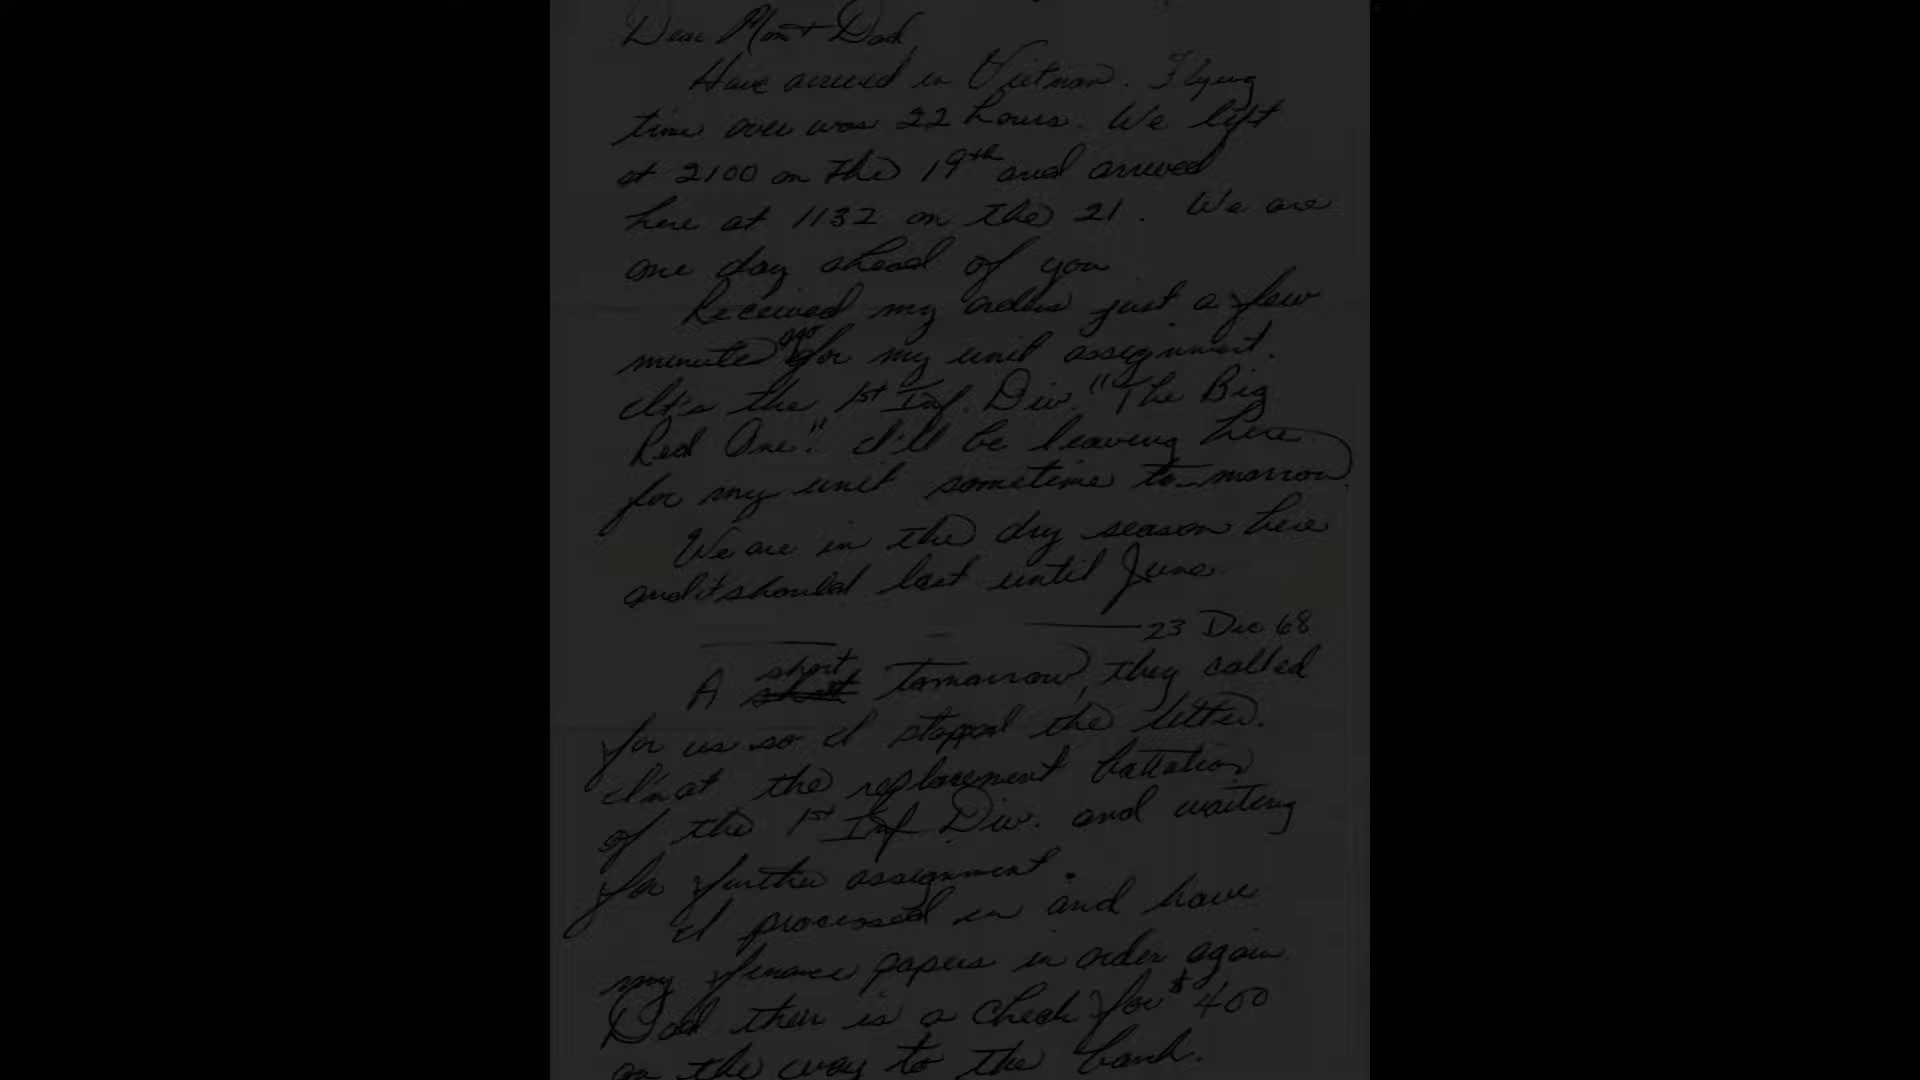 Dear Mom + Dad,
Have arrived in Vietnam. Flying
time over was 22 hours. We left
at 2100 on the 19th and arrived
here at 1132 on the 21. We are
one day ahead of you
Received my orders just a few
minutes ago for my unit assignment.
It's the 1st Inf. Div. "The Big
Red One." I'll be leaving here
for my unit sometime to-morrow.
We are in the dry season here
and it should last until June.
23 Dec 68
A short tomorrow, they called
for us so I stopped the letter.
I'm at the replacement battalion
of the 1st Inf Div. and waiting
for further assignment.
I processed in and have
my finance papers in order again.
Dad there is a check for $400
on the way to the bank.